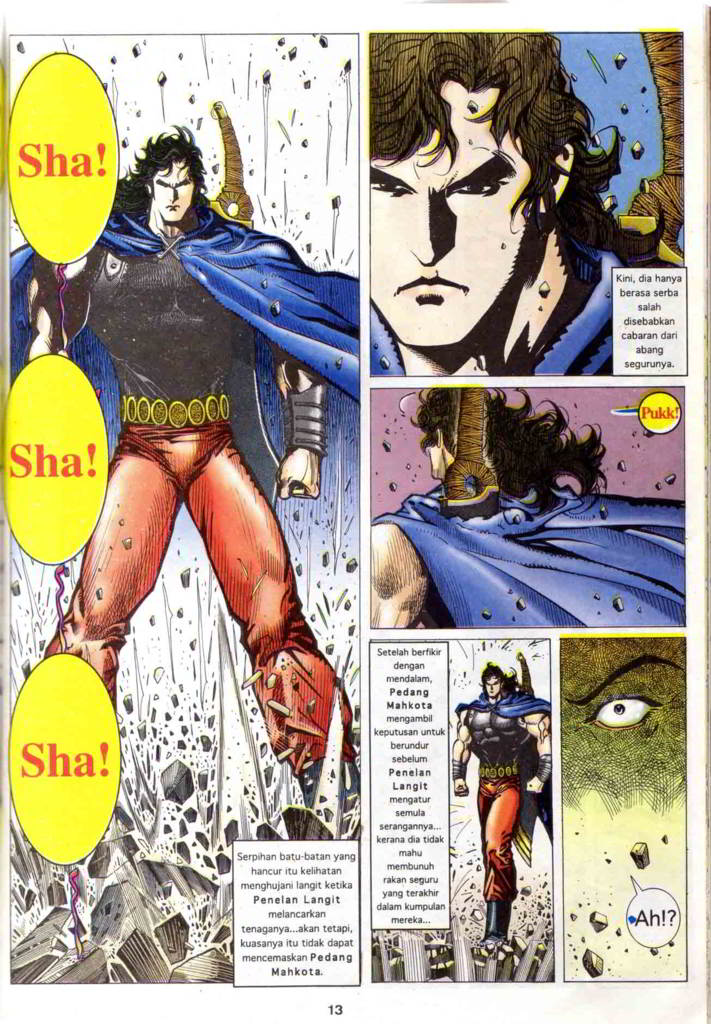 Sha!
Sha!
Sha!
Serpihan batu-batan yang
hancur itu kelihatan
menghujani langit ketika
Penelan Langit
melancarkan
tenaganya...akan tetapi,
kuasanya itu tidak dapat
mencemaskan Pedang
Mahkota.
Kini, dia hanya
berasa serba
salah
disebabkan
cabaran dari
abang
segurunya.
Pukk!
Setelah berfikir
dengan
mendalam,
Pedang
Mahkota
mengambil
keputusan untuk
berundur
sebelum
Penelan
Langit
mengatur
semula
serangannya...
kerana dia tidak
mahu
membunuh
rakan seguru
yang terakhir
dalam kumpulan
mereka...
Ah!?
13